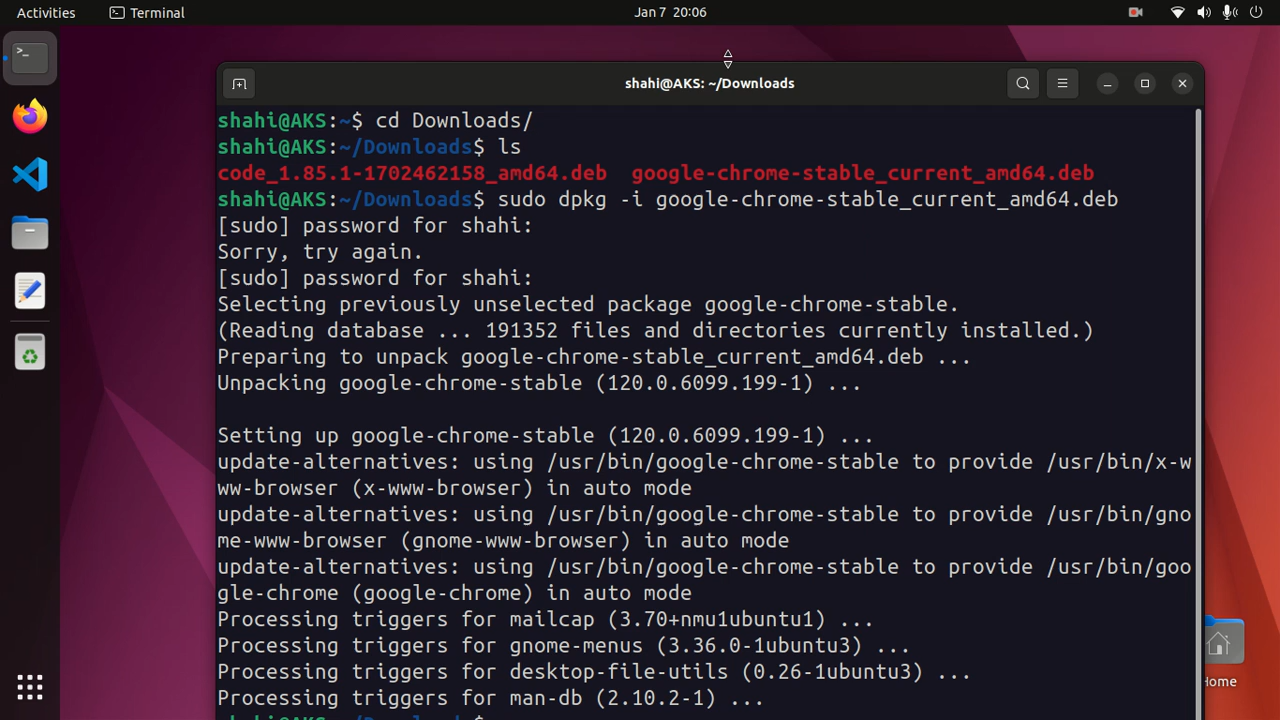 Activities Terminal Jan 7 20:06
shahi@AKS: ~/Downloads
shahi@AKS:~$ cd Downloads/
shahi@AKS:~/Downloads$ ls
code_1.85.1-1702462158_amd64.deb google-chrome-stable_current_amd64.deb
shahi@AKS:~/Downloads$ sudo dpkg -i google-chrome-stable_current_amd64.deb
[sudo] password for shahi:
Sorry, try again.
[sudo] password for shahi:
Selecting previously unselected package google-chrome-stable.
(Reading database ... 191352 files and directories currently installed.)
Preparing to unpack google-chrome-stable_current_amd64.deb ...
Unpacking google-chrome-stable (120.0.6099.199-1) ...
Setting up google-chrome-stable (120.0.6099.199-1) ...
update-alternatives: using /usr/bin/google-chrome-stable to provide /usr/bin/x-w
ww-browser (x-www-browser) in auto mode
update-alternatives: using /usr/bin/google-chrome-stable to provide /usr/bin/gno
me-www-browser (gnome-www-browser) in auto mode
update-alternatives: using /usr/bin/google-chrome-stable to provide /usr/bin/goo
gle-chrome (google-chrome) in auto mode
Processing triggers for mailcap (3.70+nmu1ubuntu1) ...
Processing triggers for gnome-menus (3.36.0-1ubuntu3) ...
Processing triggers for desktop-file-utils (0.26-1ubuntu3) ...
Processing triggers for man-db (2.10.2-1) ...
Home